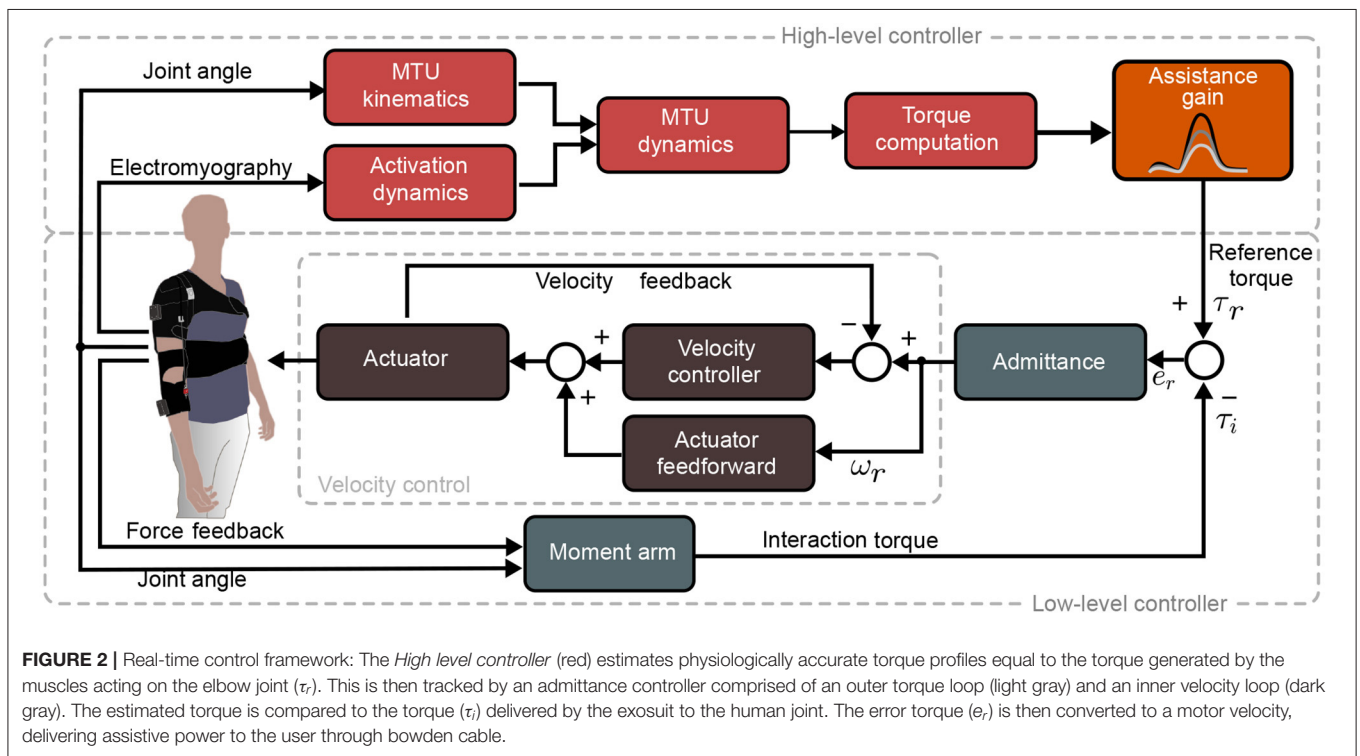 High-level controller
Joint angle
MTU
kinematics
Electromyography
Activation
dynamics
MTU
dynamics
Torque
computation
Assistance
gain
Reference
torque
+
τr
−
τi
er
Admittance
Velocity feedback
Actuator
+
+
Velocity
controller
−
+
Actuator
feedforward
ωr
Velocity control
Force feedback
Joint angle
Moment arm
Interaction torque
Low-level controller
FIGURE 2 | Real-time control framework: The High level controller (red) estimates physiologically accurate torque profiles equal to the torque generated by the
muscles acting on the elbow joint (τr). This is then tracked by an admittance controller comprised of an outer torque loop (light gray) and an inner velocity loop (dark
gray). The estimated torque is compared to the torque (τi) delivered by the exosuit to the human joint. The error torque (er) is then converted to a motor velocity,
delivering assistive power to the user through bowden cable.